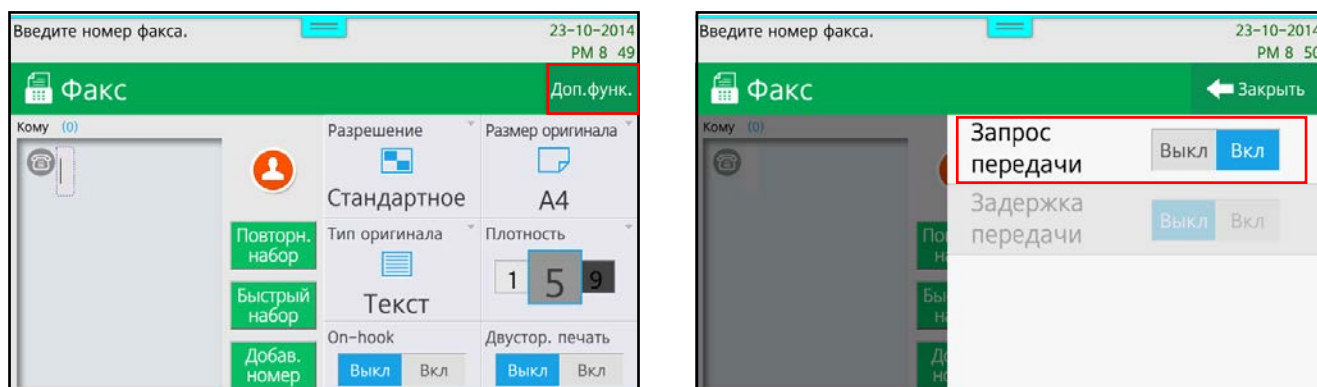 Введите номер факса.
23-10-2014
PM 8 49
Факс
Доп.функ.
Кому (0)
Разрешение
Стандартное
Размер оригинала
A4
Повторн.
набор
Тип оригинала
Текст
Плотность
1 5 9
Быстрый
набор
On-hook
Выкл Вкл
Двустор. печать
Выкл Вкл
Добав.
номер
Введите номер факса.
23-10-2014
PM 8 50
Факс
Закрыть
Кому (0)
Запрос
передачи
Выкл Вкл
Задержка
передачи
Выкл Вкл